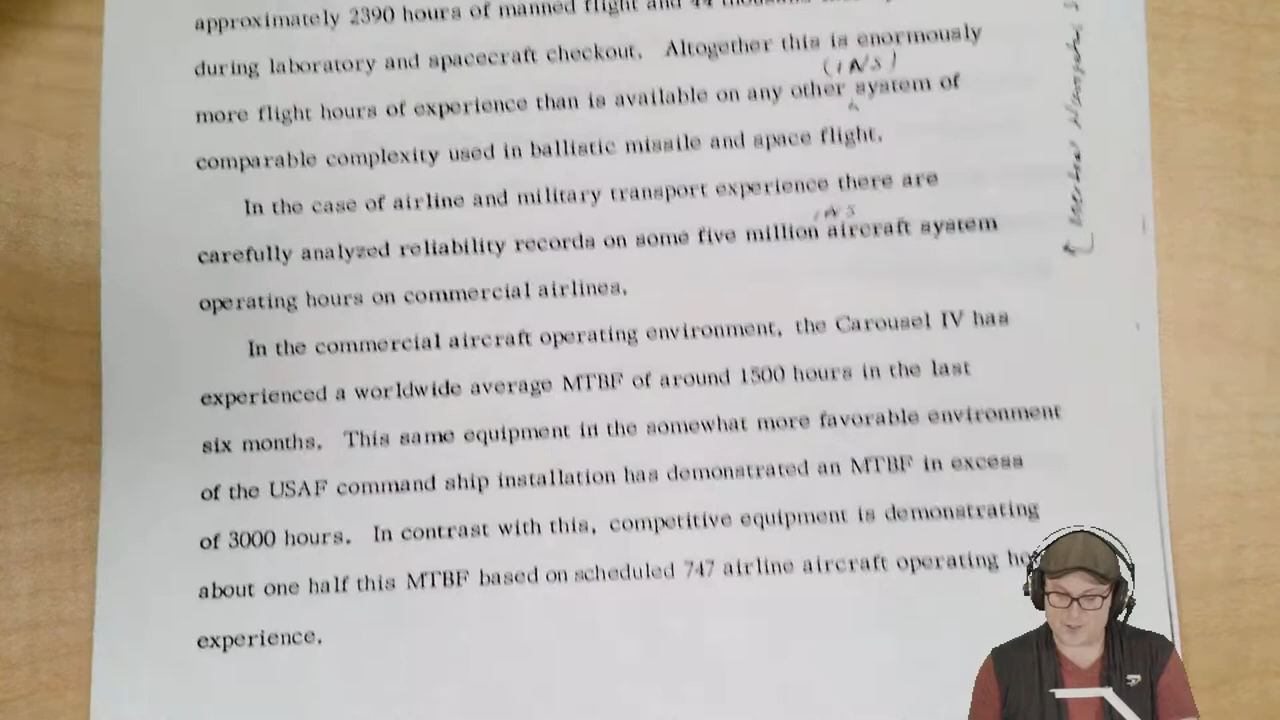 approximately 2390 hours of manned flight and 44
during laboratory and spacecraft checkout. Altogether this is enormously
(INS)
more flight hours of experience than is available on any other system of
comparable complexity used in ballistic missile and space flight.
In the case of airline and military transport experience there are
INS
carefully analyzed reliability records on some five million aircraft system
operating hours on commercial airlines.
In the commercial aircraft operating environment, the Carousel IV has
experienced a worldwide average MTBF of around 1500 hours in the last
six months. This same equipment in the somewhat more favorable environment
of the USAF command ship installation has demonstrated an MTBF in excess
of 3000 hours. In contrast with this, competitive equipment is demonstrating
about one half this MTBF based on scheduled 747 airline aircraft operating
experience.